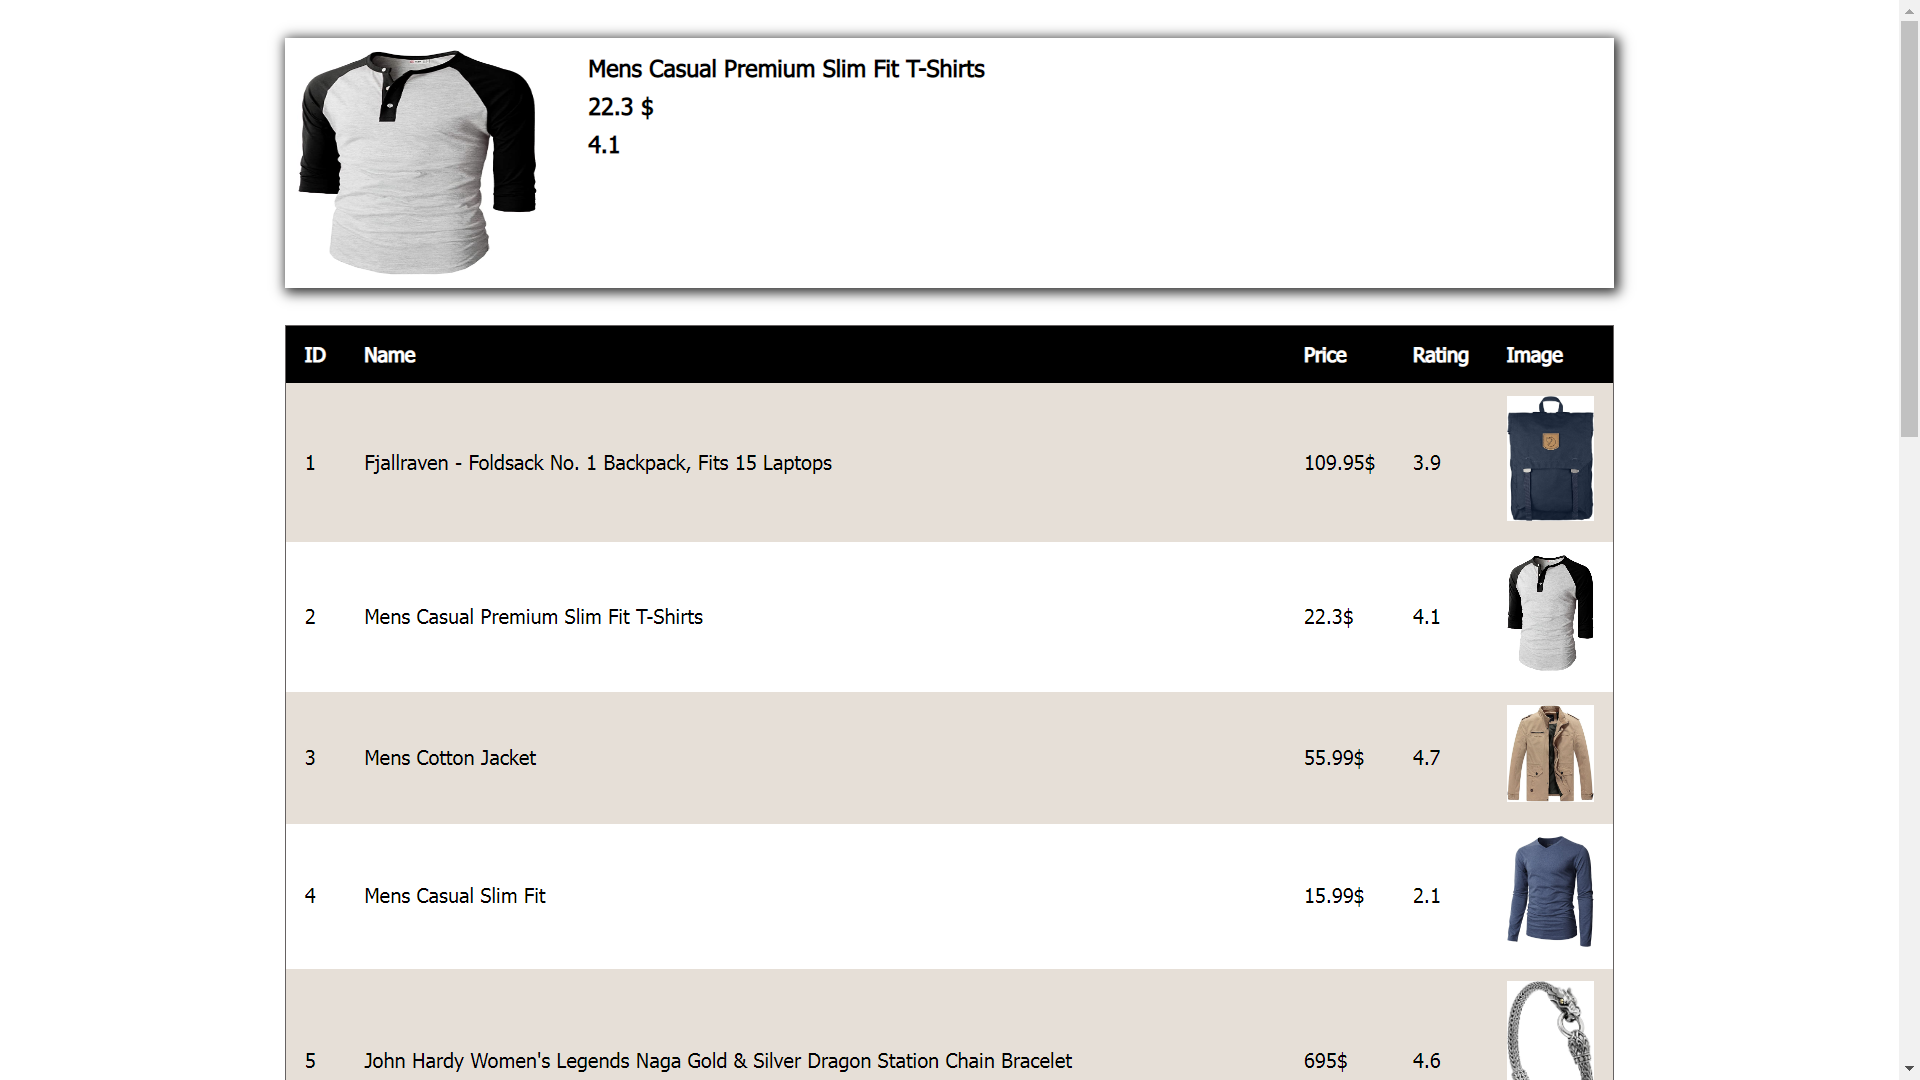 Mens Casual Premium Slim Fit T-Shirts
22.3 $
4.1
ID Name Price Rating Image
1 Fjallraven - Foldsack No. 1 Backpack, Fits 15 Laptops 109.95$ 3.9
2 Mens Casual Premium Slim Fit T-Shirts 22.3$ 4.1
3 Mens Cotton Jacket 55.99$ 4.7
4 Mens Casual Slim Fit 15.99$ 2.1
5 John Hardy Women's Legends Naga Gold & Silver Dragon Station Chain Bracelet 695$ 4.6